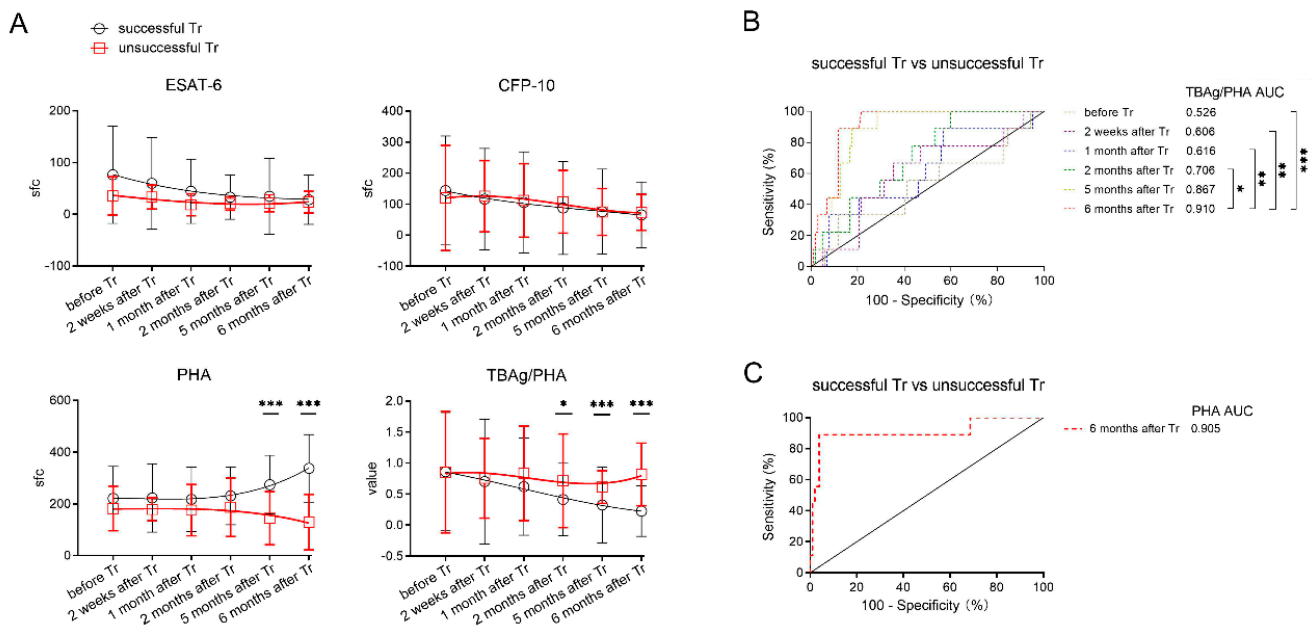 A
successful Tr
unsuccessful Tr
ESAT-6
200
100
0
-100
sfc
before Tr
2 weeks after Tr
1 month after Tr
2 months after Tr
5 months after Tr
6 months after Tr
CFP-10
400
300
200
100
0
-100
sfc
before Tr
2 weeks after Tr
1 month after Tr
2 months after Tr
5 months after Tr
6 months after Tr
PHA
600
400
200
0
sfc
*** ***
before Tr
2 weeks after Tr
1 month after Tr
2 months after Tr
5 months after Tr
6 months after Tr
TBAg/PHA
2.0
1.5
1.0
0.5
0.0
-0.5
value
* *** ***
before Tr
2 weeks after Tr
1 month after Tr
2 months after Tr
5 months after Tr
6 months after Tr
B
successful Tr vs unsuccessful Tr
100
80
60
40
20
0
Sensitivity (%)
0 20 40 60 80 100
100 - Specificity (%)
TBAg/PHA AUC
before Tr 0.526
2 weeks after Tr 0.606
1 month after Tr 0.616
2 months after Tr 0.706
5 months after Tr 0.867
6 months after Tr 0.910
*
**
**
***
C
successful Tr vs unsuccessful Tr
100
80
60
40
20
0
Sensitivity (%)
0 20 40 60 80 100
100 - Specificity (%)
PHA AUC
6 months after Tr 0.905